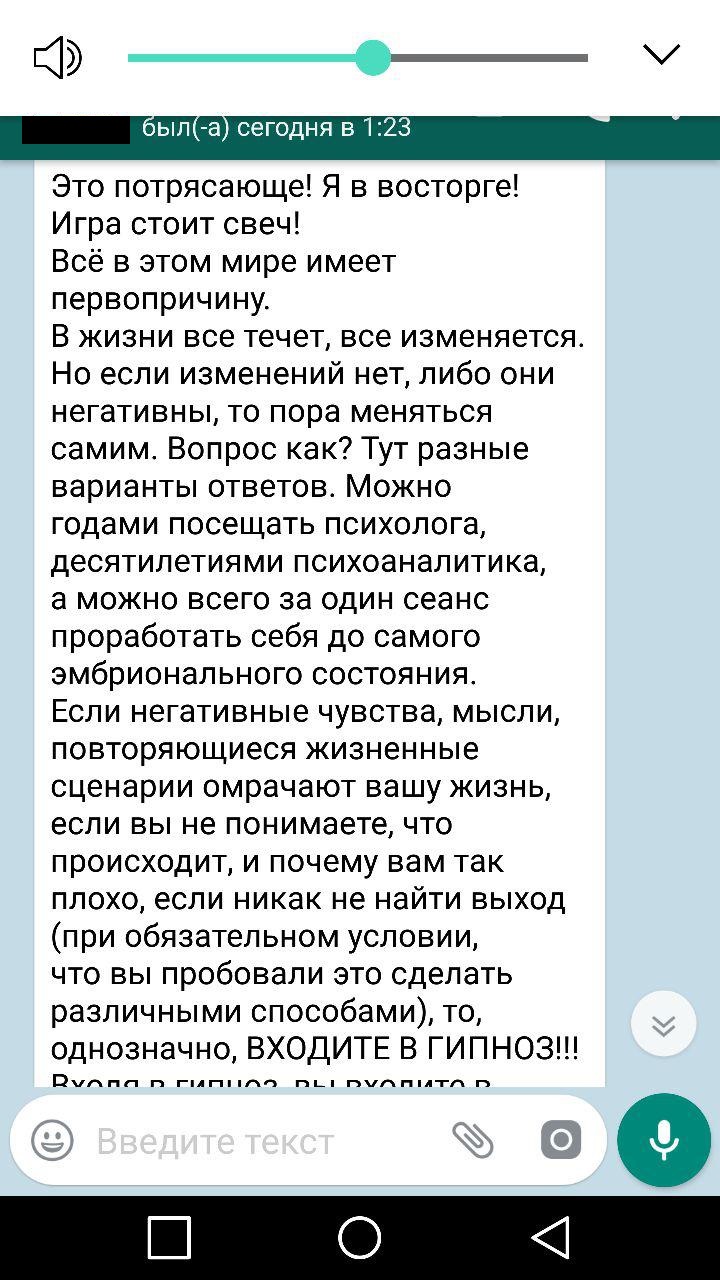 был(-а) сегодня в 1:23
Это потрясающе! Я в восторге!
Игра стоит свеч!
Всё в этом мире имеет
первопричину.
В жизни все течет, все изменяется.
Но если изменений нет, либо они
негативны, то пора меняться
самим. Вопрос как? Тут разные
варианты ответов. Можно
годами посещать психолога,
десятилетиями психоаналитика,
а можно всего за один сеанс
проработать себя до самого
эмбрионального состояния.
Если негативные чувства, мысли,
повторяющиеся жизненные
сценарии омрачают вашу жизнь,
если вы не понимаете, что
происходит, и почему вам так
плохо, если никак не найти выход
(при обязательном условии,
что вы пробовали это сделать
различными способами), то,
однозначно, ВХОДИТЕ В ГИПНОЗ!!!
Входя в гипноз, вы входите в
Введите текст